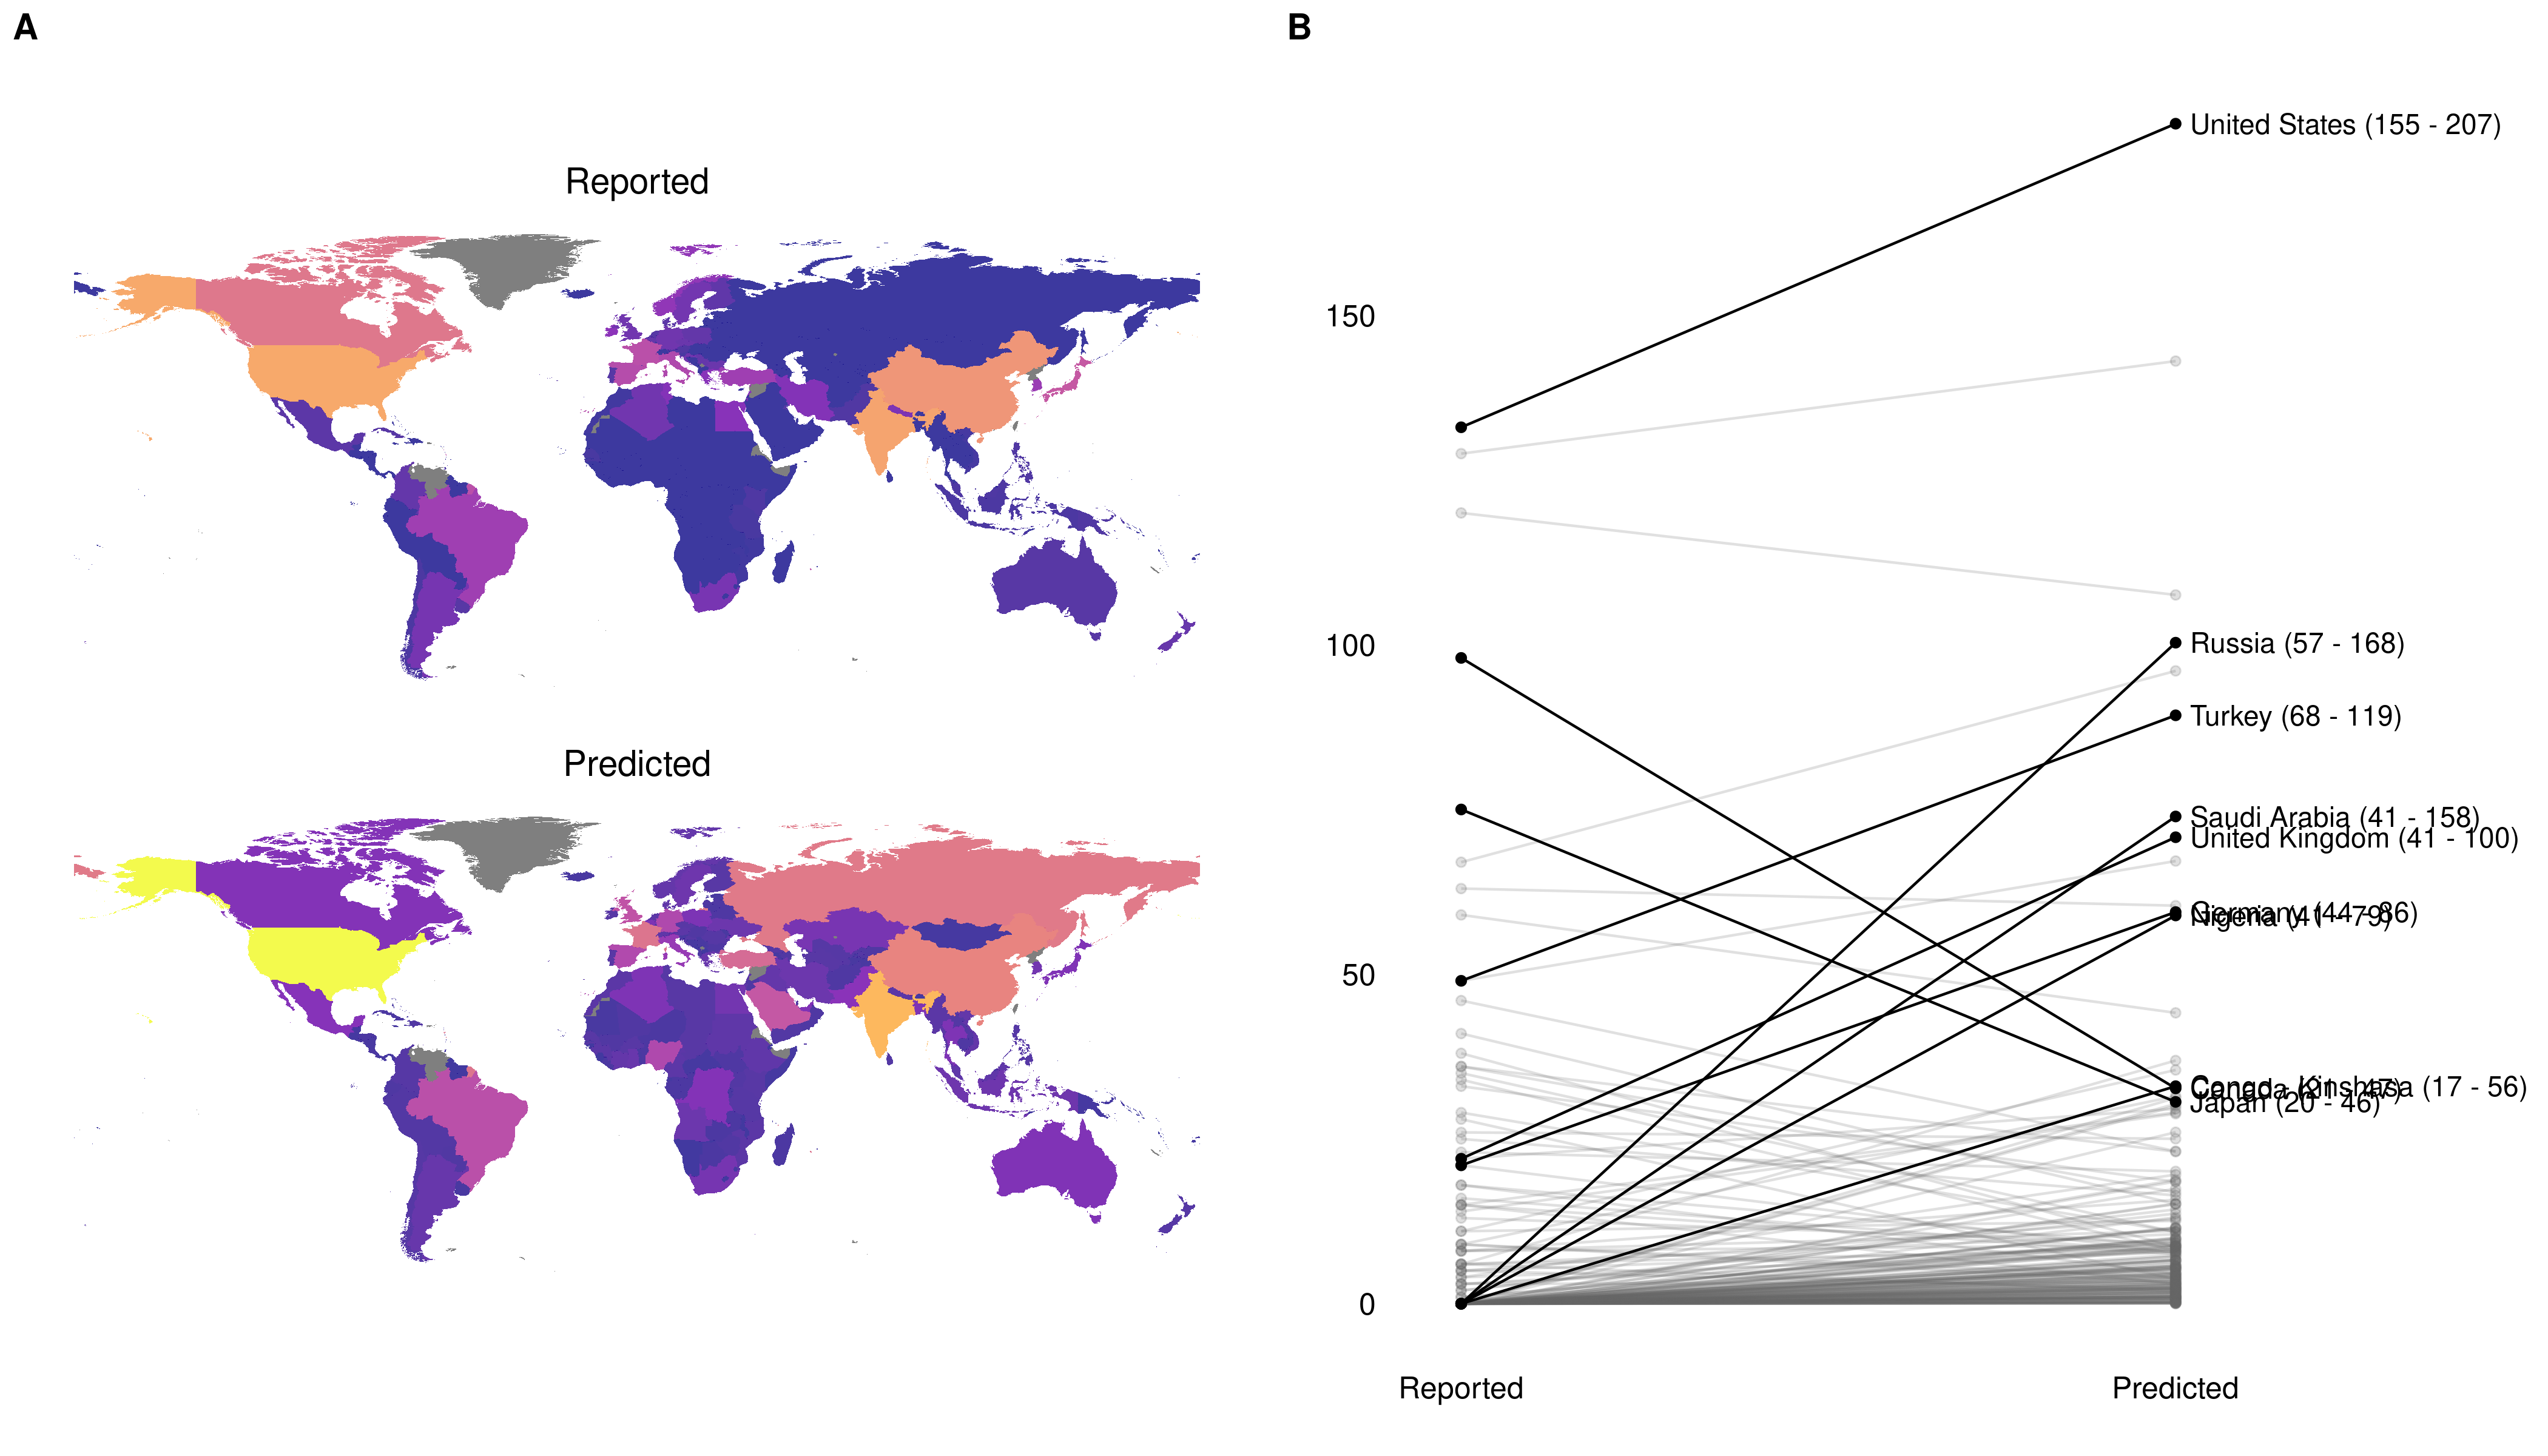 A
B
Reported
Predicted
150
100
50
0
United States (155 - 207)
Russia (57 - 168)
Turkey (68 - 119)
Saudi Arabia (41 - 158)
United Kingdom (41 - 100)
Germany (44 - 86)
Nigeria (41 - 79)
Congo - Kinshasa (17 - 56)
Canada (21 - 47)
Japan (20 - 46)
Reported
Predicted